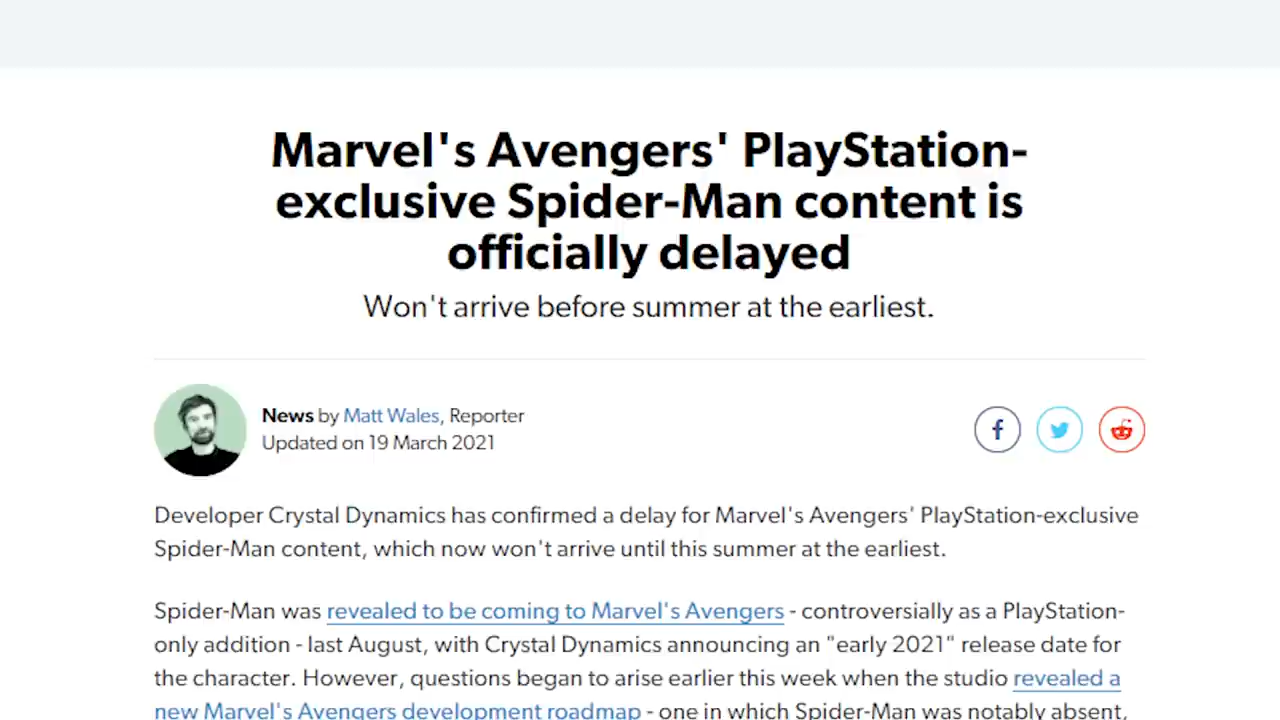 Marvel's Avengers' PlayStation-
exclusive Spider-Man content is
officially delayed
Won't arrive before summer at the earliest.
News by Matt Wales, Reporter
Updated on 19 March 2021
Developer Crystal Dynamics has confirmed a delay for Marvel's Avengers' PlayStation-exclusive
Spider-Man content, which now won't arrive until this summer at the earliest.
Spider-Man was revealed to be coming to Marvel's Avengers - controversially as a PlayStation-
only addition - last August, with Crystal Dynamics announcing an "early 2021" release date for
the character. However, questions began to arise earlier this week when the studio revealed a
new Marvel's Avengers development roadmap - one in which Spider-Man was notably absent,